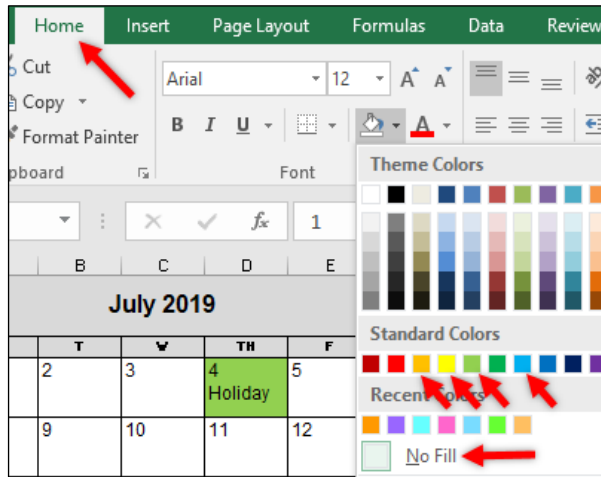 Home Insert Page Layout Formulas Data Review
Cut
Copy
Format Painter
Arial 12 A A
B I U A
pboard Font
Theme Colors
fx 1
B C D E
July 2019
Standard Colors
T W TH F
2 3 4 5
Holiday
Recent Colors
9 10 11 12
No Fill